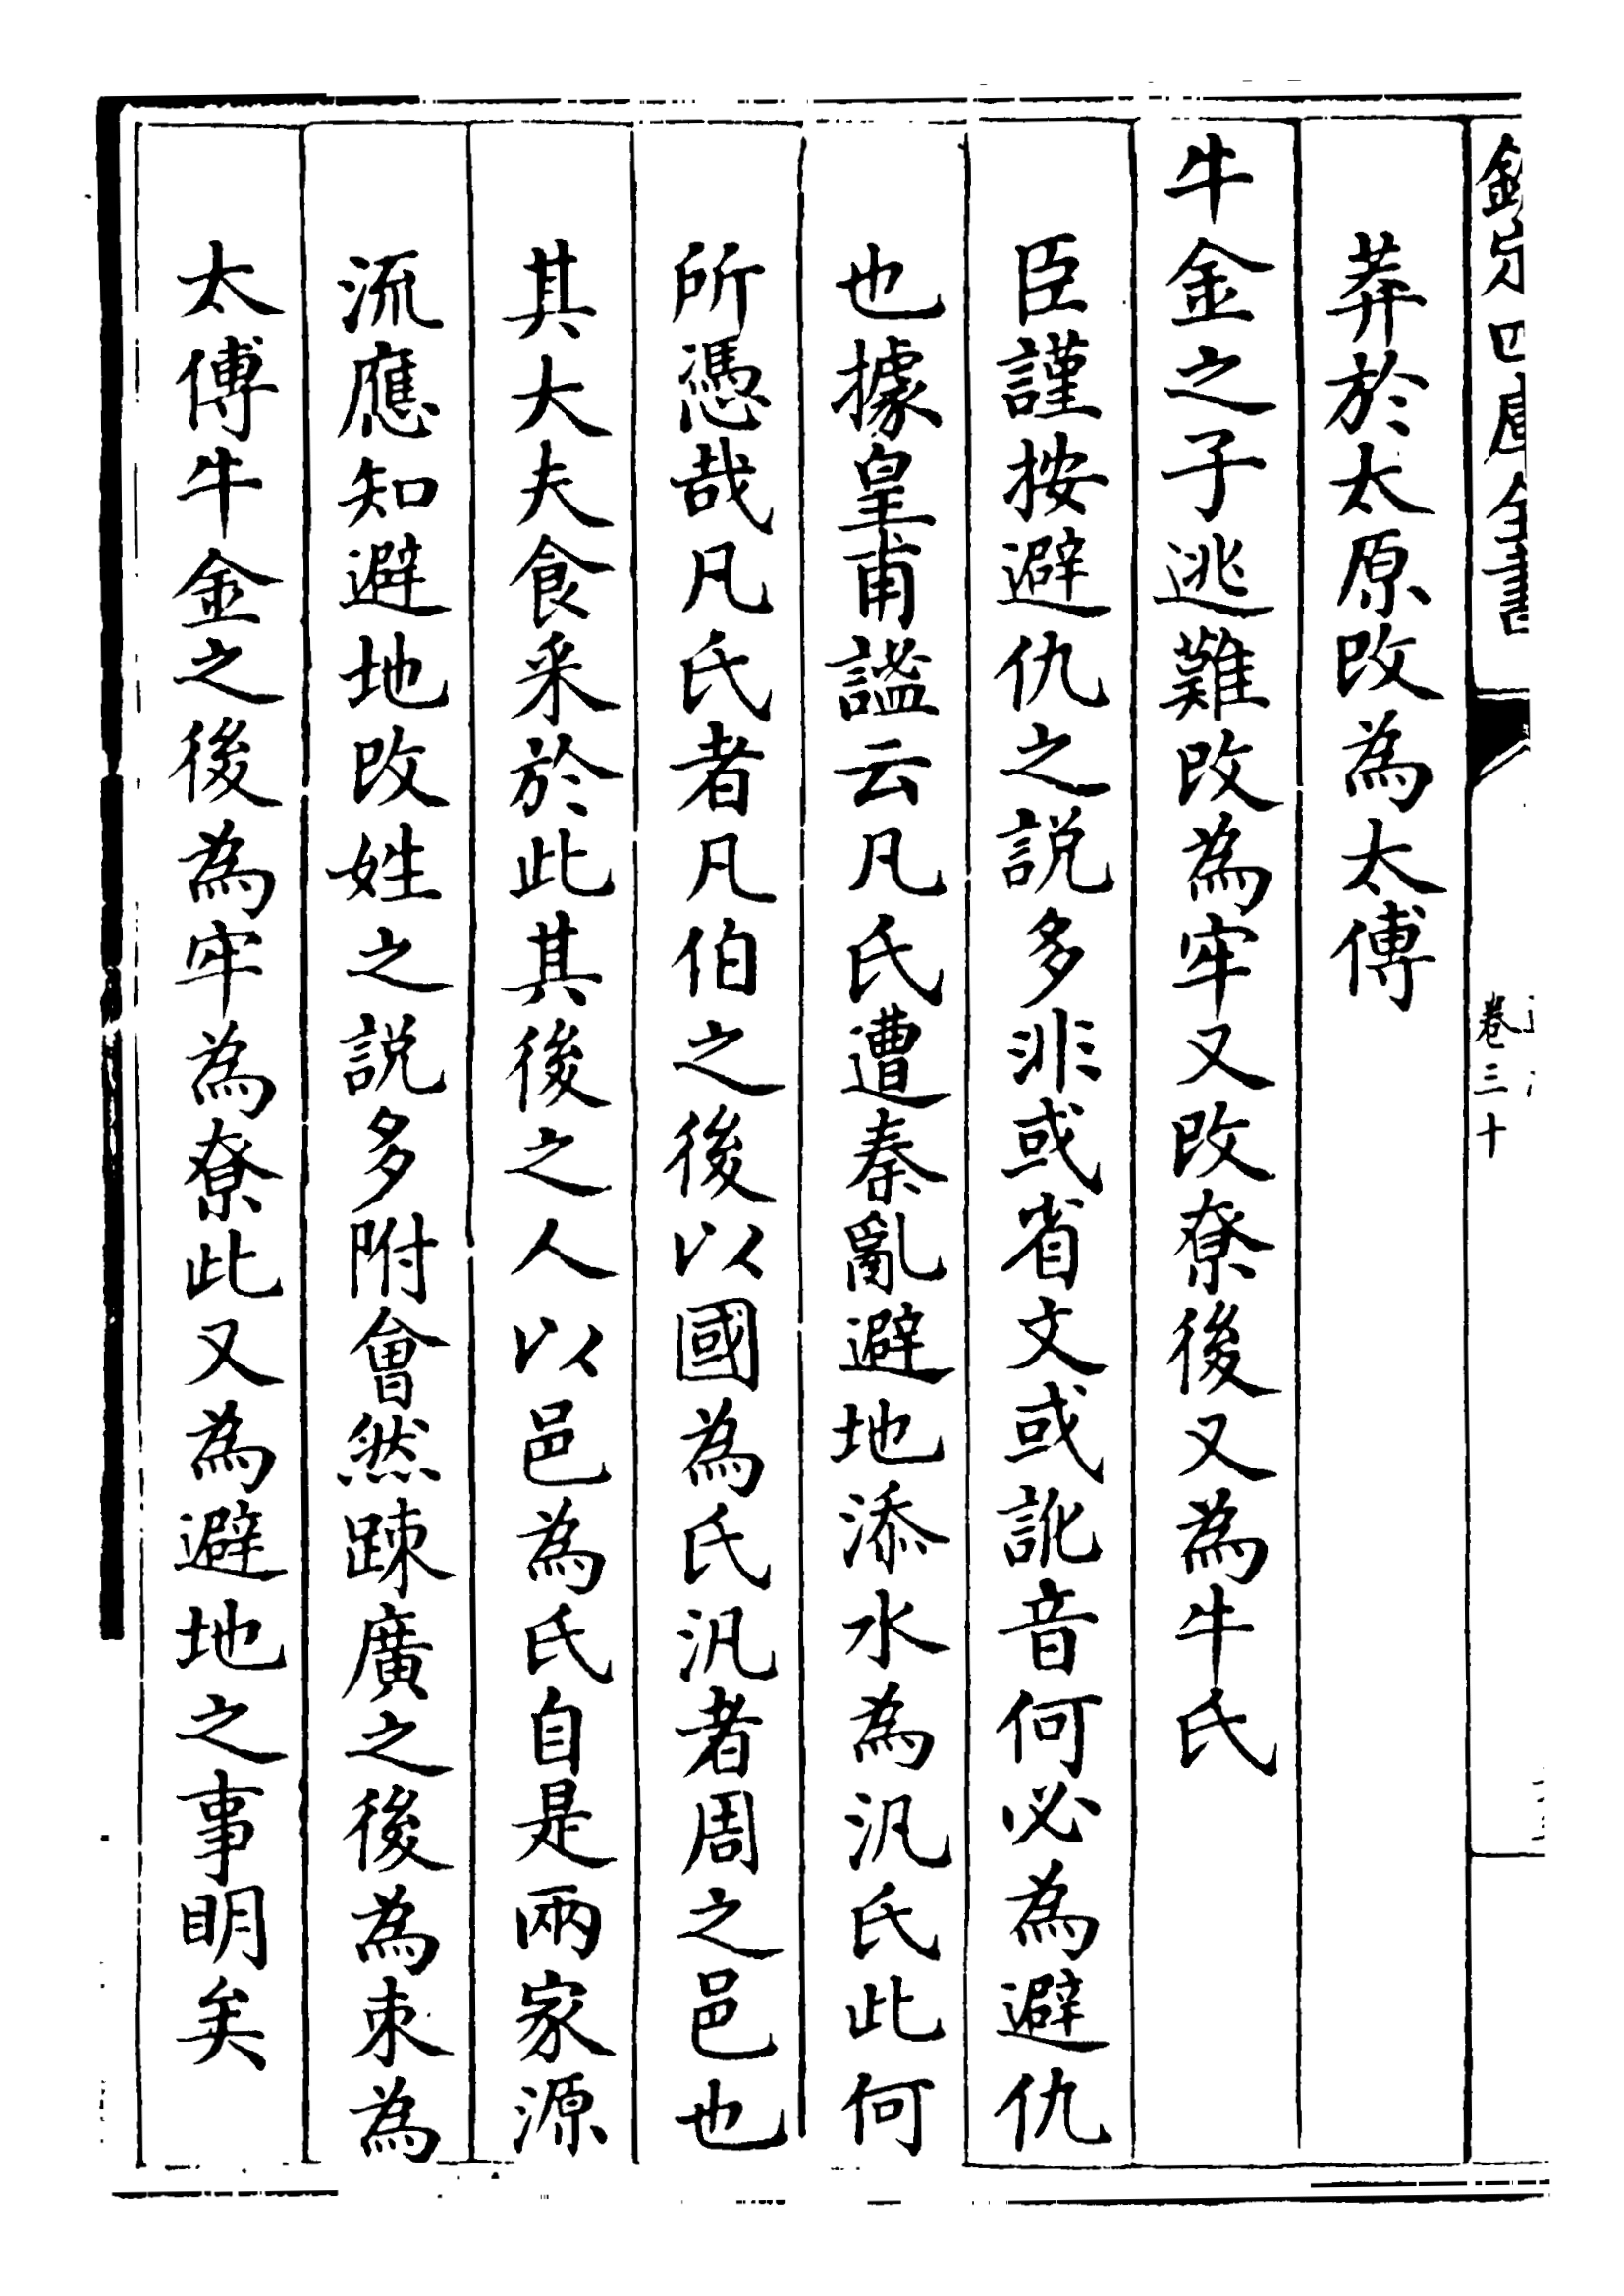 欽定四庫全書
卷三十
莽於太原改為太傅
牛金之子逃難改為牢又改尞後又為牛氏
臣謹按避仇之説多非或省文或訛音何必為避仇
也據皇甫謐云凡氏遭秦亂避地添水為汎氏此何
所憑哉凡氏者凡伯之後以國為氏汎者周之邑也
其大夫食采於此其後之人以邑為氏自是兩家源
流應知避地改姓之説多附會然踈廣之後為朿為
太傅牛金之後為牢為尞此又為避地之事明矣